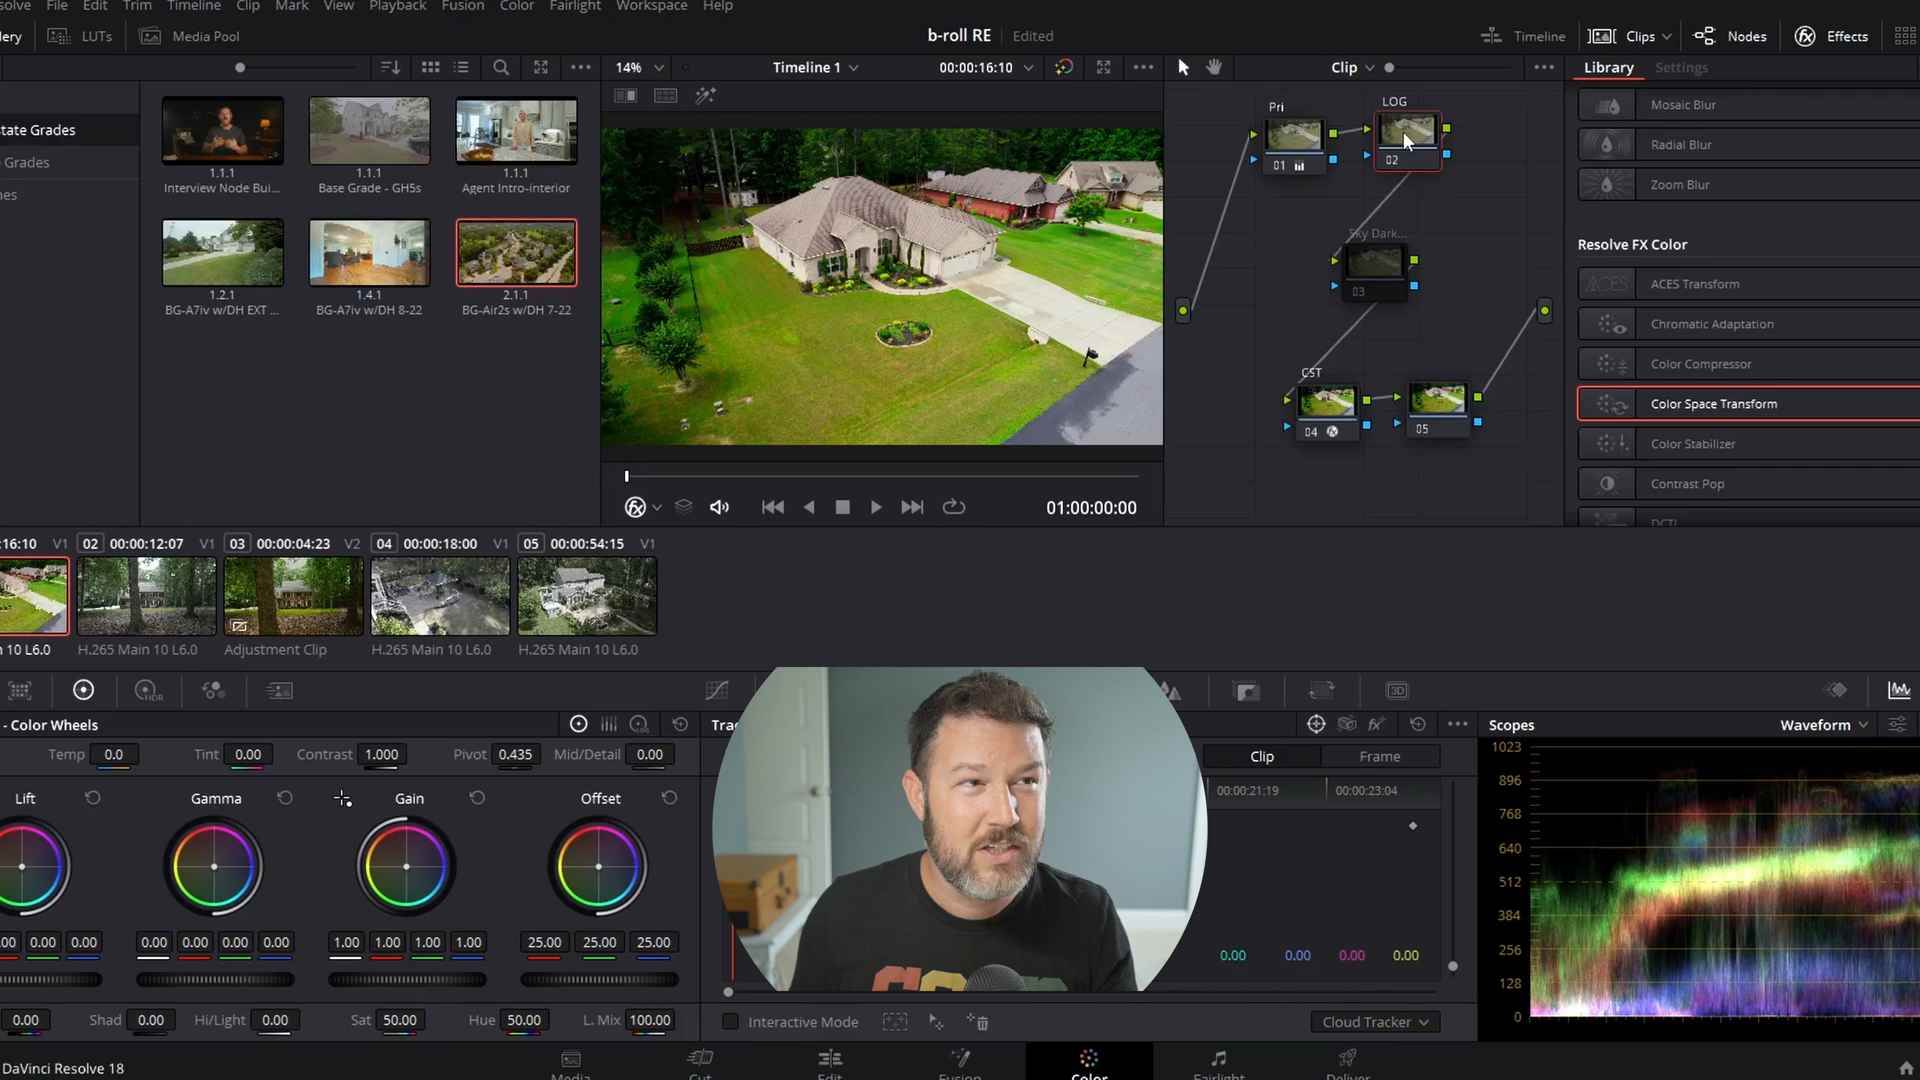 solve File Edit Trim Timeline Clip Mark View Playback Fusion Color Fairlight Workspace Help
lery LUTs Media Pool b-roll RE Edited Timeline Clips Nodes Effects
14% Timeline 1 00:00:16:10 Clip Library Settings
tate Grades
Grades
nes
1.1.1 1.1.1 1.1.1
Interview Node Bui... Base Grade - GH5s Agent Intro-interior
1.2.1 1.4.1 2.1.1
BG-A7iv w/DH EXT ... BG-A7iv w/DH 8-22 BG-Air2s w/DH 7-22
01:00:00:00
Pri LOG
01 02
Sky Dark...
03
CST
04 05
Mosaic Blur
Radial Blur
Zoom Blur
Resolve FX Color
ACES ACES Transform
Chromatic Adaptation
Color Compressor
Color Space Transform
Color Stabilizer
Contrast Pop
DCTL
:16:10 V1 02 00:00:12:07 V1 03 00:00:04:23 V2 04 00:00:18:00 V1 05 00:00:54:15 V1
n 10 L6.0 H.265 Main 10 L6.0 Adjustment Clip H.265 Main 10 L6.0 H.265 Main 10 L6.0
HDR 3D
- Color Wheels
Temp 0.0 Tint 0.00 Contrast 1.000 Pivot 0.435 Mid/Detail 0.00
Lift Gamma Gain Offset
.00 0.00 0.00 0.00 0.00 0.00 0.00 1.00 1.00 1.00 1.00 25.00 25.00 25.00
0.00 Shad 0.00 Hi/Light 0.00 Sat 50.00 Hue 50.00 L. Mix 100.00
Trac
Clip Frame
00:00:21:19 00:00:23:04
0.00 0.00 0.00 0.00
Interactive Mode Cloud Tracker
Scopes Waveform
1023
896
768
640
512
384
256
128
0
DaVinci Resolve 18 Media Cut Edit Fusion Color Fairlight Deliver